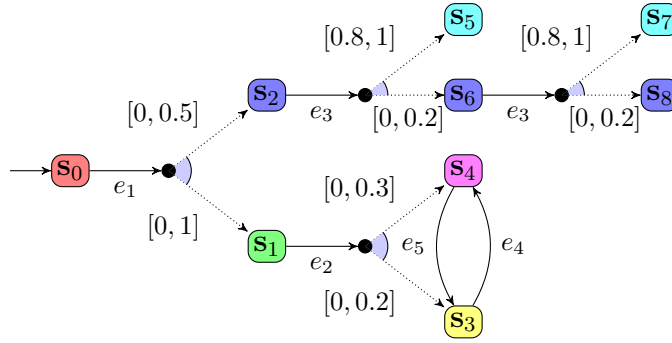 s₅
s₇
[0.8, 1]
[0.8, 1]
s₂
s₆
s₈
e₃
e₃
[0, 0.5]
[0, 0.2]
[0, 0.2]
s₀
s₄
e₁
[0, 0.3]
[0, 1]
s₁
e₅
e₄
e₂
[0, 0.2]
s₃